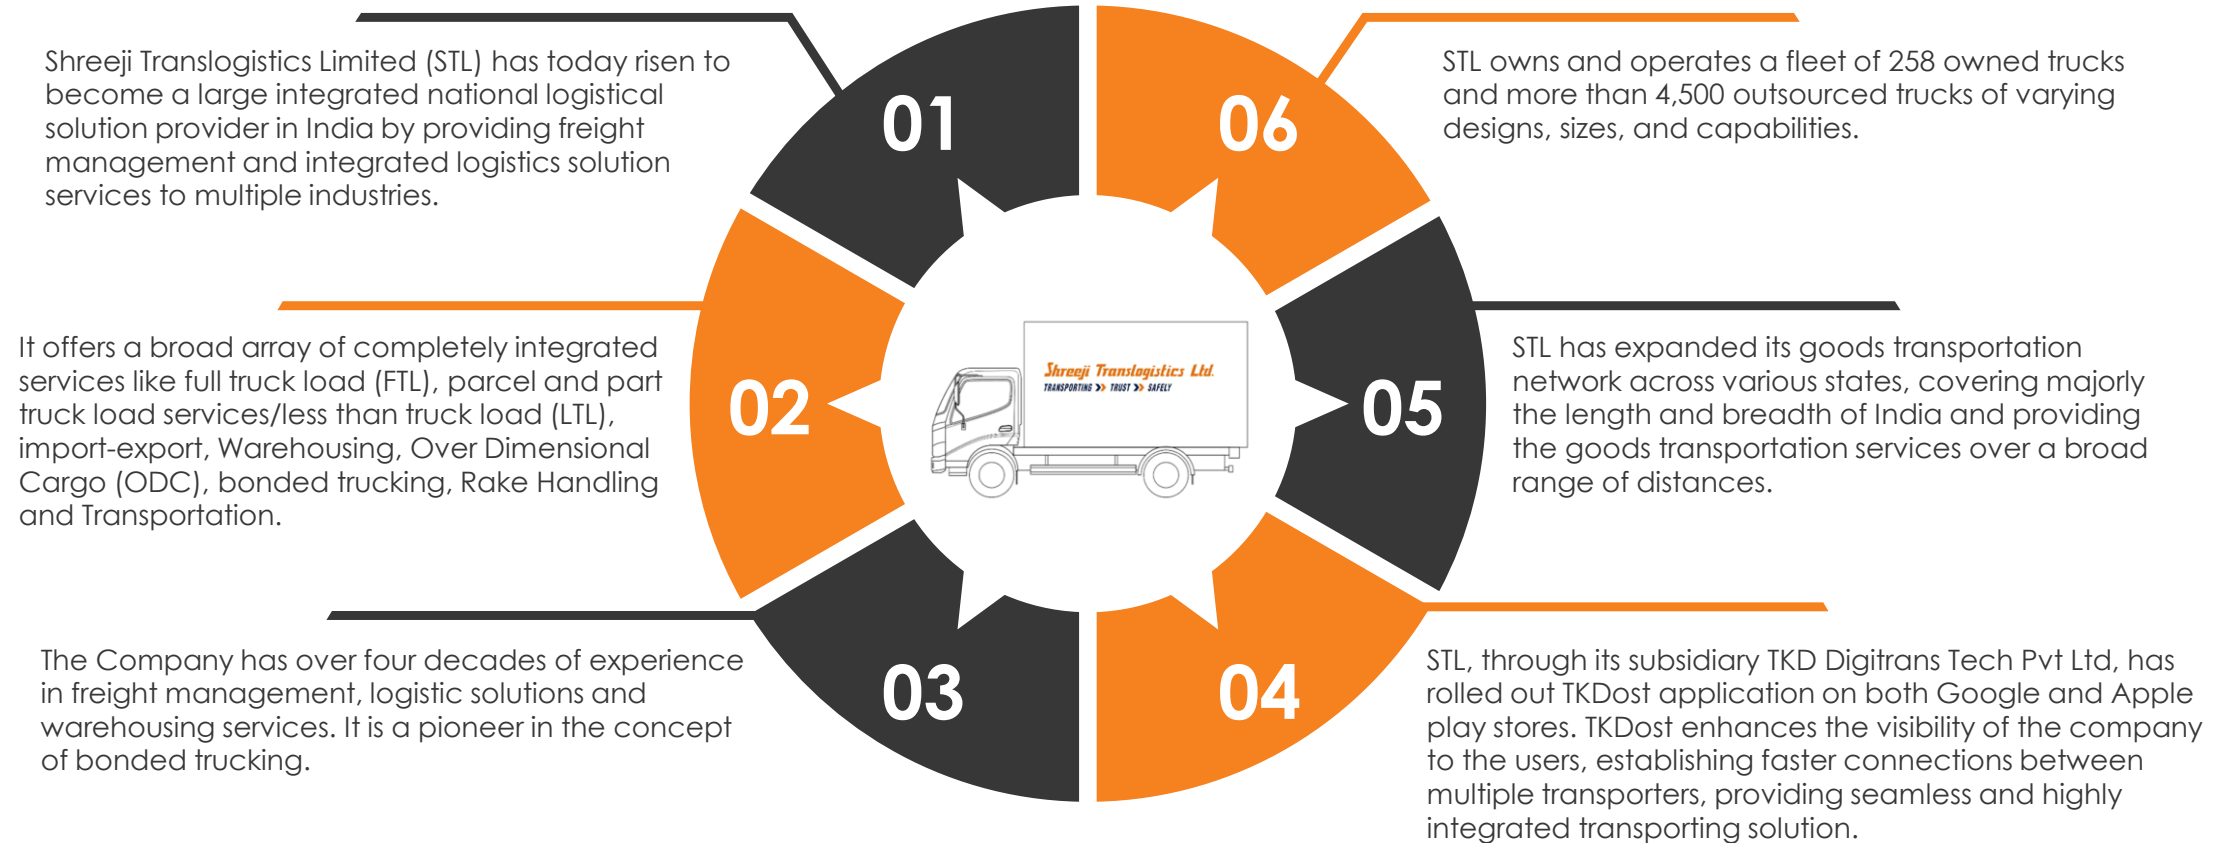 Shreeji Translogistics Limited (STL) has today risen to
become a large integrated national logistical
solution provider in India by providing freight
management and integrated logistics solution
services to multiple industries.
01
It offers a broad array of completely integrated
services like full truck load (FTL), parcel and part
truck load services/less than truck load (LTL),
import-export, Warehousing, Over Dimensional
Cargo (ODC), bonded trucking, Rake Handling
and Transportation.
02
The Company has over four decades of experience
in freight management, logistic solutions and
warehousing services. It is a pioneer in the concept
of bonded trucking.
03
Shreeji Translogistics Ltd.
TRANSPORTING >> TRUST >> SAFELY
04
STL, through its subsidiary TKD Digitrans Tech Pvt Ltd, has
rolled out TKDost application on both Google and Apple
play stores. TKDost enhances the visibility of the company
to the users, establishing faster connections between
multiple transporters, providing seamless and highly
integrated transporting solution.
05
STL has expanded its goods transportation
network across various states, covering majorly
the length and breadth of India and providing
the goods transportation services over a broad
range of distances.
06
STL owns and operates a fleet of 258 owned trucks
and more than 4,500 outsourced trucks of varying
designs, sizes, and capabilities.